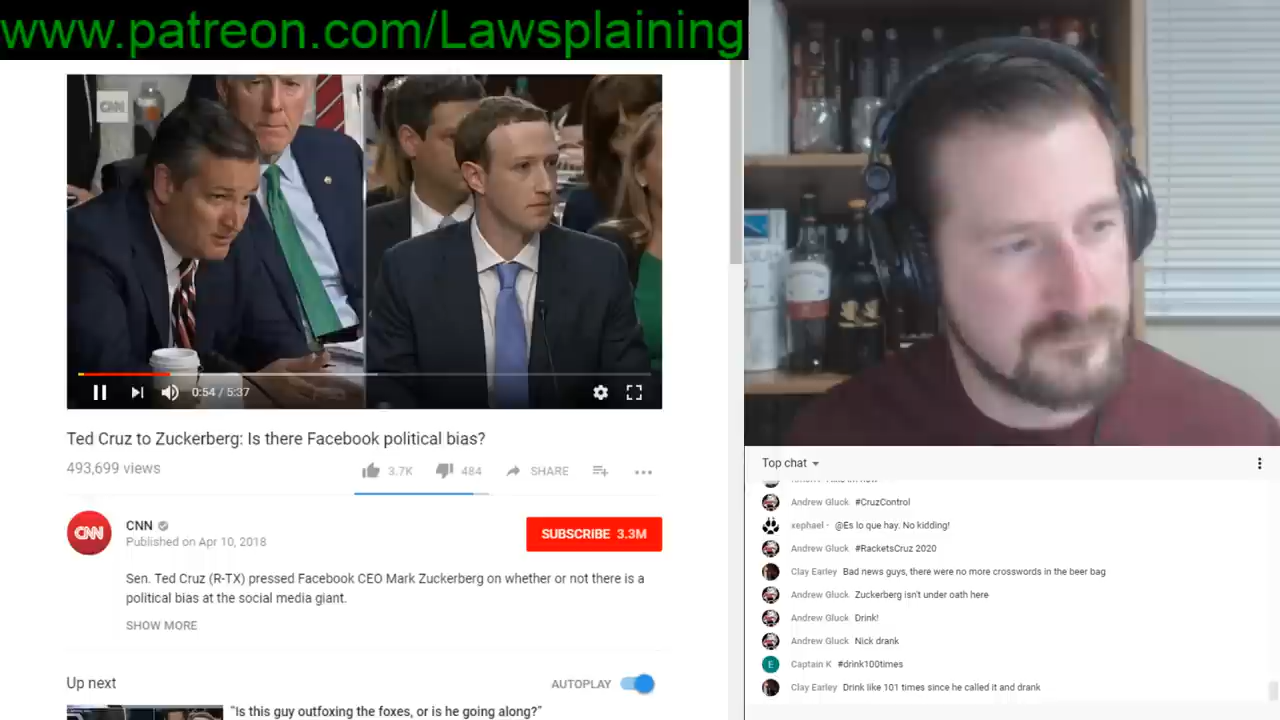 www.patreon.com/Lawsplaining
CNN
0:54 / 5:37
Ted Cruz to Zuckerberg: Is there Facebook political bias?
493,699 views
3.7K
484
SHARE
CNN
CNN
Published on Apr 10, 2018
SUBSCRIBE 3.3M
Sen. Ted Cruz (R-TX) pressed Facebook CEO Mark Zuckerberg on whether or not there is a
political bias at the social media giant.
SHOW MORE
Up next
AUTOPLAY
"Is this guy outfoxing the foxes, or is he going along?"
Top chat
Andrew Gluck #CruzControl
xephael · @Es lo que hay. No kidding!
Andrew Gluck #RacketsCruz 2020
Clay Earley Bad news guys, there were no more crosswords in the beer bag
Andrew Gluck Zuckerberg isn't under oath here
Andrew Gluck Drink!
Andrew Gluck Nick drank
E
Captain K #drink100times
Clay Earley Drink like 101 times since he called it and drank